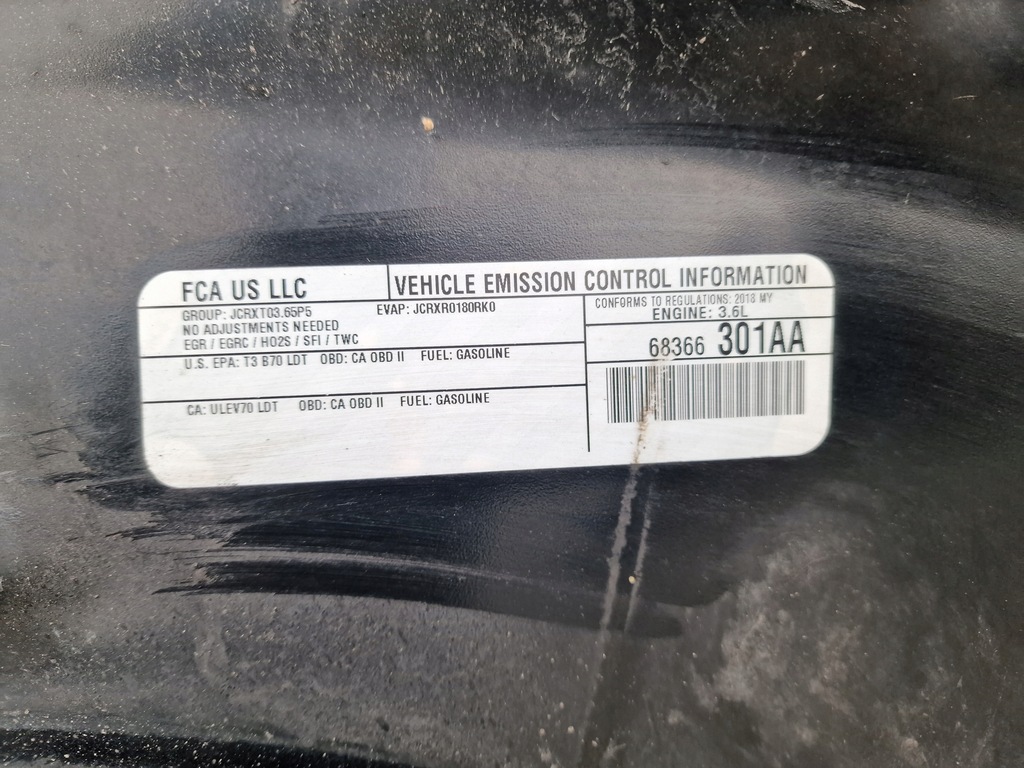 FCA US LLC
VEHICLE EMISSION CONTROL INFORMATION
GROUP: JCRXT03.65P5 EVAP: JCRXR0180RK0
NO ADJUSTMENTS NEEDED
EGR / EGRC / HO2S / SFI / TWC
CONFORMS TO REGULATIONS: 2018 MY
ENGINE: 3.6L
68366 301AA
U.S. EPA: T3 B70 LDT OBD: CA OBD II FUEL: GASOLINE
CA: ULEV70 LDT OBD: CA OBD II FUEL: GASOLINE